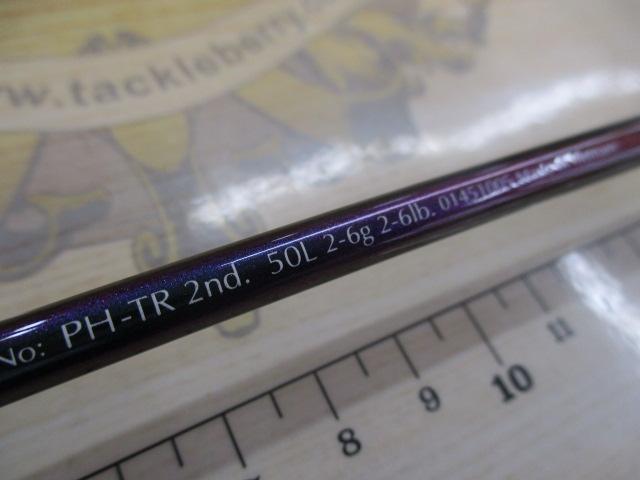 w.tackleberry.
No: PH-TR 2nd. 50L 2-6g 2-6lb.
8 9 10 11